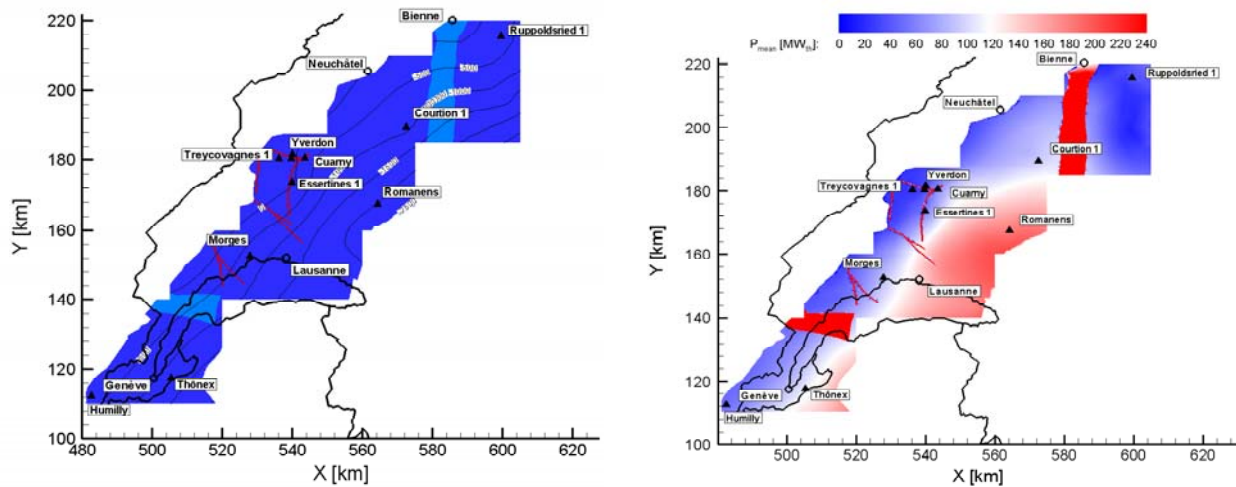 220
200
180
160
140
120
100
Y [km]
480
500
520
540
560
580
600
620
X [km]
Bienne
Ruppoldsried 1
Neuchâtel
Courtion 1
Yverdon
Treycovagnes 1
Cuarny
Essertines 1
Romanens
Morges
Lausanne
Genève
Thônex
Humilly
P mean [MW th]:
0 20 40 60 80 100 120 140 160 180 200 220 240
220
200
180
160
140
120
100
Y [km]
500
520
540
560
580
600
620
X [km]
Bienne
Ruppoldsried 1
Neuchâtel
Courtion 1
Yverdon
Treycovagnes 1
Cuarny
Essertines 1
Romanens
Morges
Lausanne
Genève
Thônex
Humilly